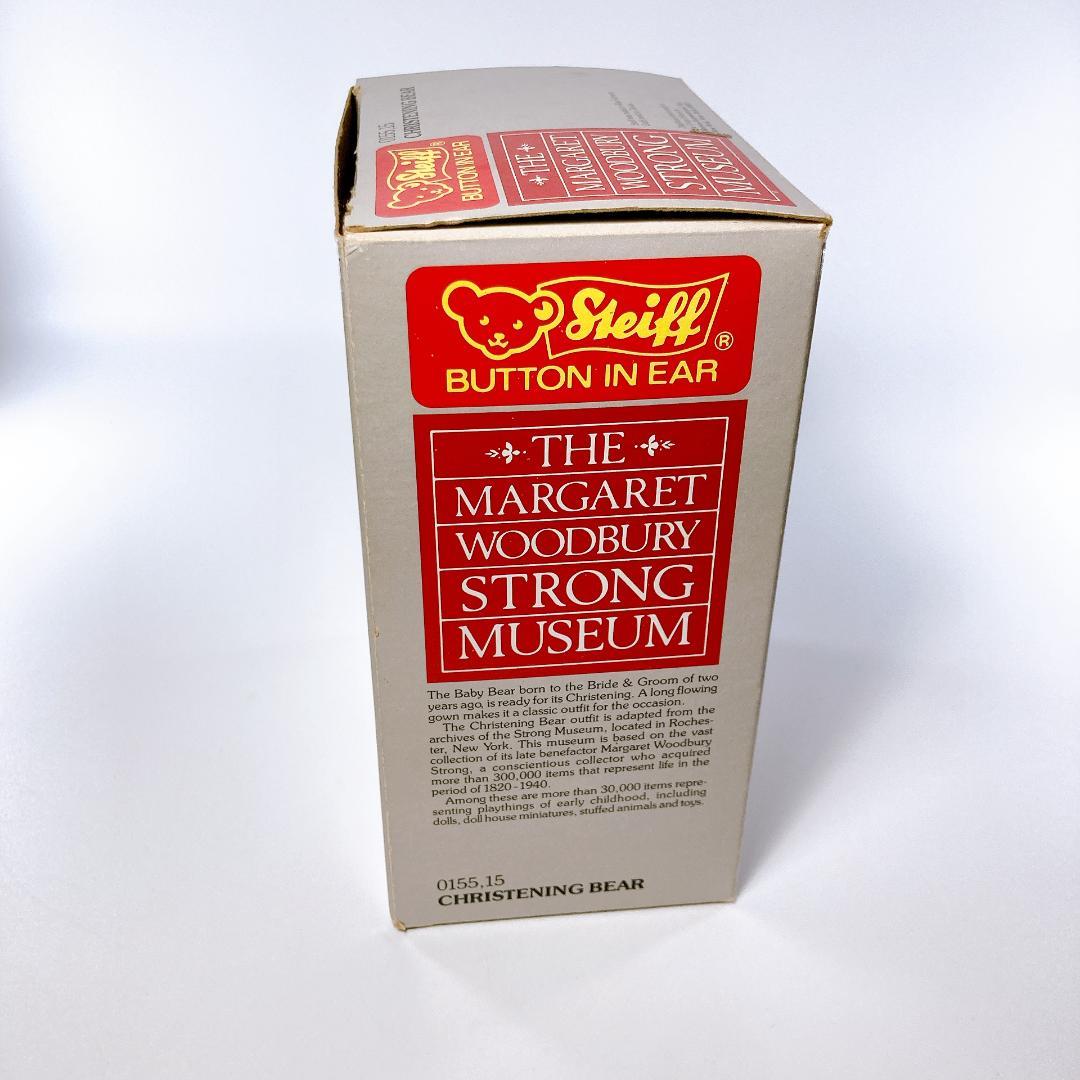 0155,15
CHRISTENING BEAR
Steiff ®
BUTTON IN EAR
THE
MARGARET
WOODBURY
STRONG
MUSEUM
Steiff ®
BUTTON IN EAR
THE
MARGARET
WOODBURY
STRONG
MUSEUM
The Baby Bear born to the Bride & Groom of two
years ago, is ready for its Christening. A long flowing
gown makes it a classic outfit for the occasion.
The Christening Bear outfit is adapted from the
archives of the Strong Museum, located in Roches-
ter, New York. This museum is based on the vast
collection of its late benefactor Margaret Woodbury
Strong, a conscientious collector who acquired
more than 300,000 items that represent life in the
period of 1820-1940.
Among these are more than 30,000 items repre-
senting playthings of early childhood, including
dolls, doll house miniatures, stuffed animals and toys.
0155,15
CHRISTENING BEAR